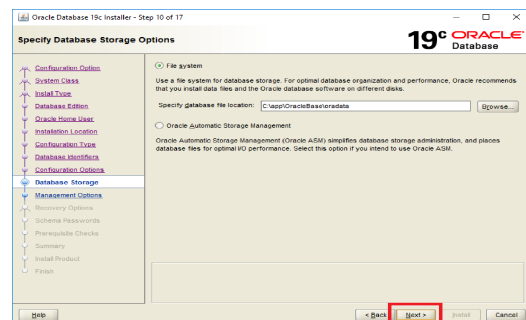 Oracle Database 19c Installer - Step 10 of 17
Specify Database Storage Options
19c ORACLE
Database
Configuration Option
System Class
Install Type
Database Edition
Oracle Home User
Installation Location
Configuration Type
Database Identifiers
Configuration Options
Database Storage
Management Options
Recovery Options
Schema Passwords
Prerequisite Checks
Summary
Install Product
Finish
File system
Use a file system for database storage. For optimal database organization and performance, Oracle recommends
that you install data files and the Oracle database software on different disks.
Specify database file location: C:\app\OracleBase\oradata Browse...
Oracle Automatic Storage Management
Oracle Automatic Storage Management (Oracle ASM) simplifies database storage administration, and places
database files for optimal I/O performance. Select this option if you intend to use Oracle ASM.
Help < Back Next > Install Cancel